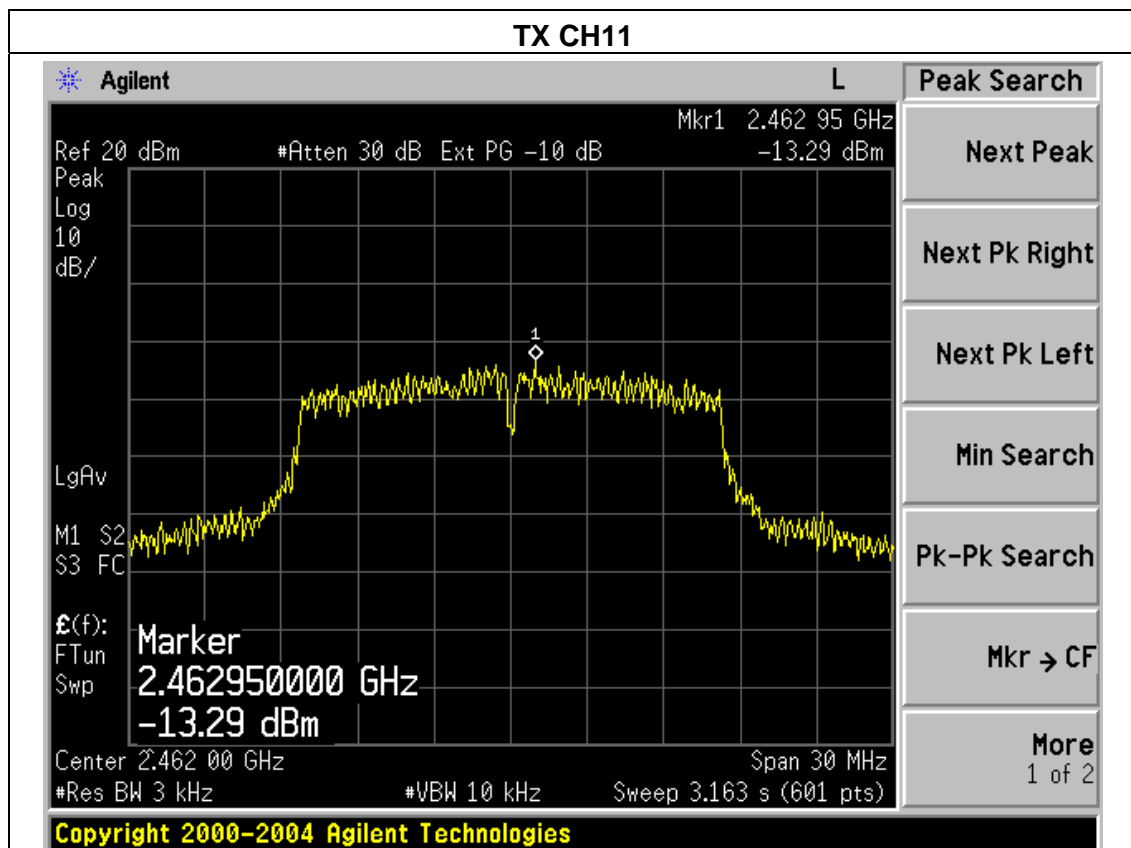 TX CH11
Agilent L Peak Search
Mkr1 2.462 95 GHz
Ref 20 dBm #Atten 30 dB Ext PG -10 dB -13.29 dBm
Peak
Log
10
dB/
1
LgAv
M1 S2
S3 FC
£(f):
FTun
Swp
Marker
2.462950000 GHz
-13.29 dBm
Center 2.462 00 GHz Span 30 MHz
#Res BW 3 kHz #VBW 10 kHz Sweep 3.163 s (601 pts)
Next Peak
Next Pk Right
Next Pk Left
Min Search
Pk-Pk Search
Mkr → CF
More
1 of 2
Copyright 2000-2004 Agilent Technologies